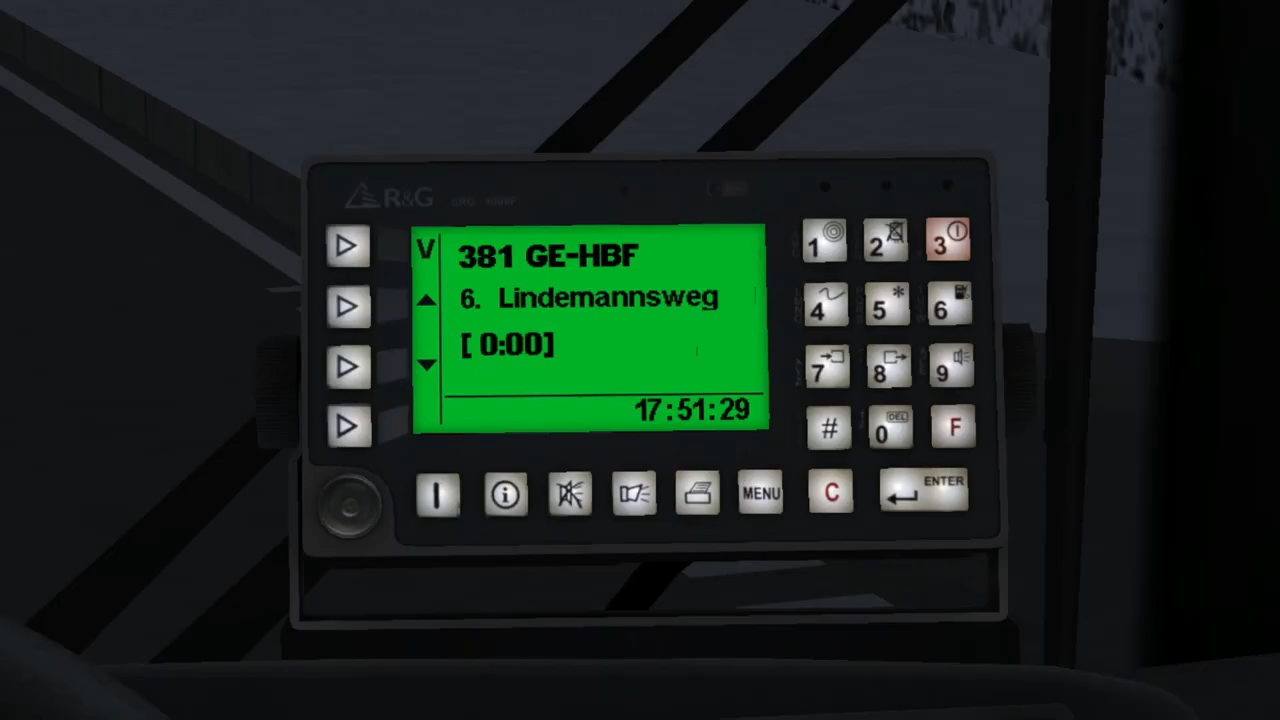 R&G
V
381 GE-HBF
6. Lindemannsweg
[ 0:00]
17:51:29
1 2 3
4 5 * 6
7 8 9
# 0 DEL F
MENU C ENTER